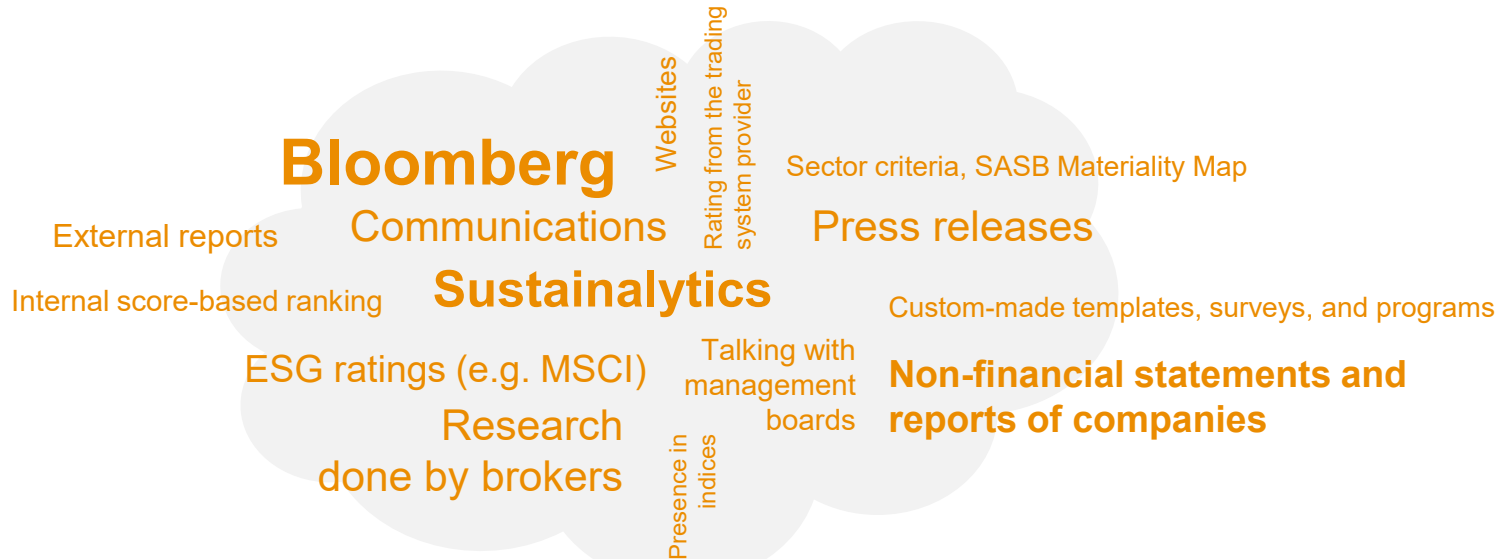 Websites
Rating from the trading
system provider
Bloomberg
Sector criteria, SASB Materiality Map
External reports
Communications
Press releases
Internal score-based ranking
Sustainalytics
Custom-made templates, surveys, and programs
ESG ratings (e.g. MSCI)
Talking with
management
boards
Non-financial statements and
reports of companies
Research
done by brokers
Presence in
indices